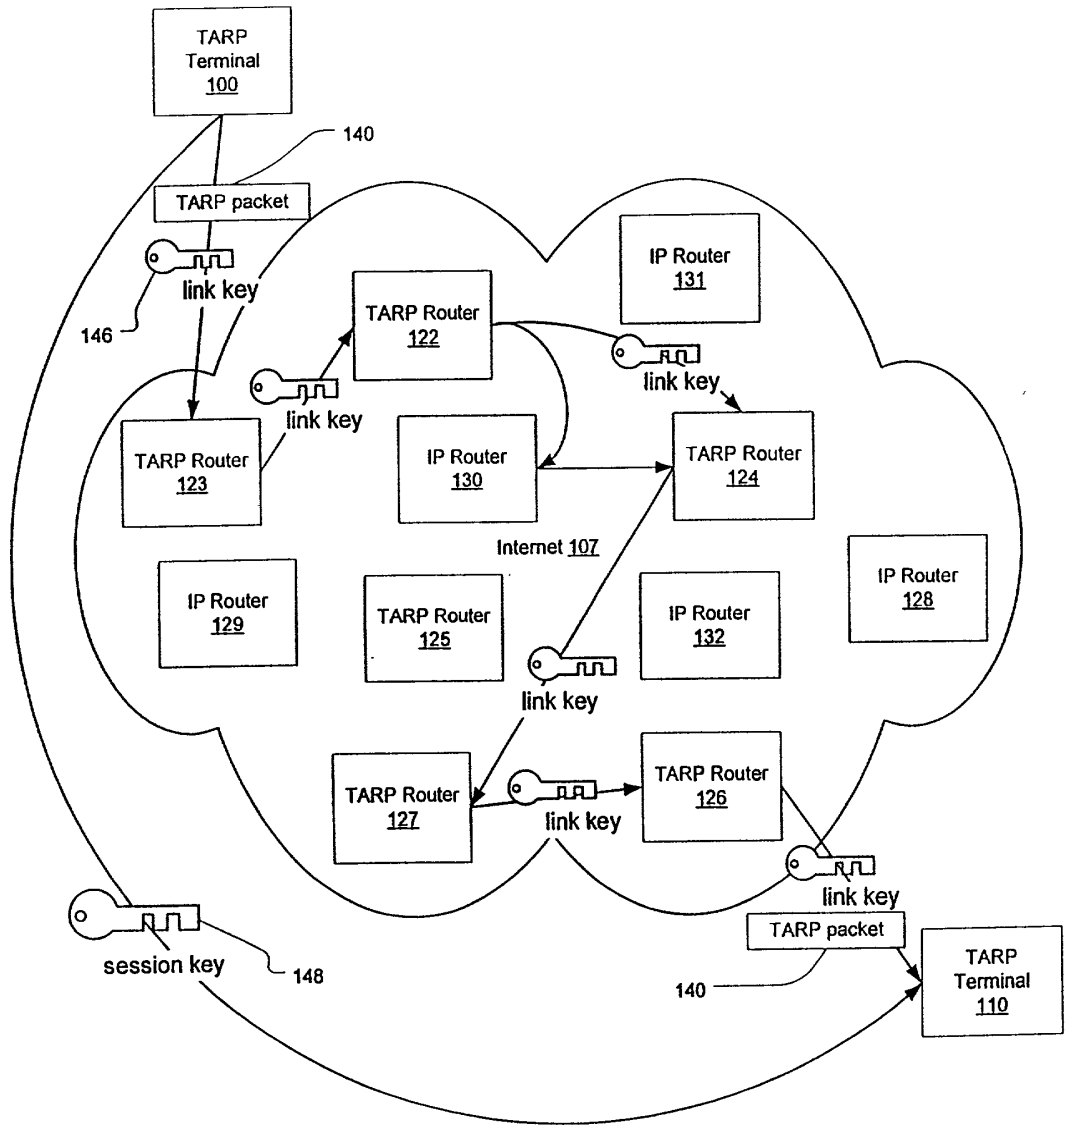 TARP
Terminal
100
140
TARP packet
link key
146
IP Router
131
TARP Router
122
link key
link key
TARP Router
123
IP Router
130
TARP Router
124
Internet 107
IP Router
129
TARP Router
125
IP Router
132
IP Router
128
link key
TARP Router
127
link key
TARP Router
126
link key
session key
148
TARP packet
140
TARP
Terminal
110